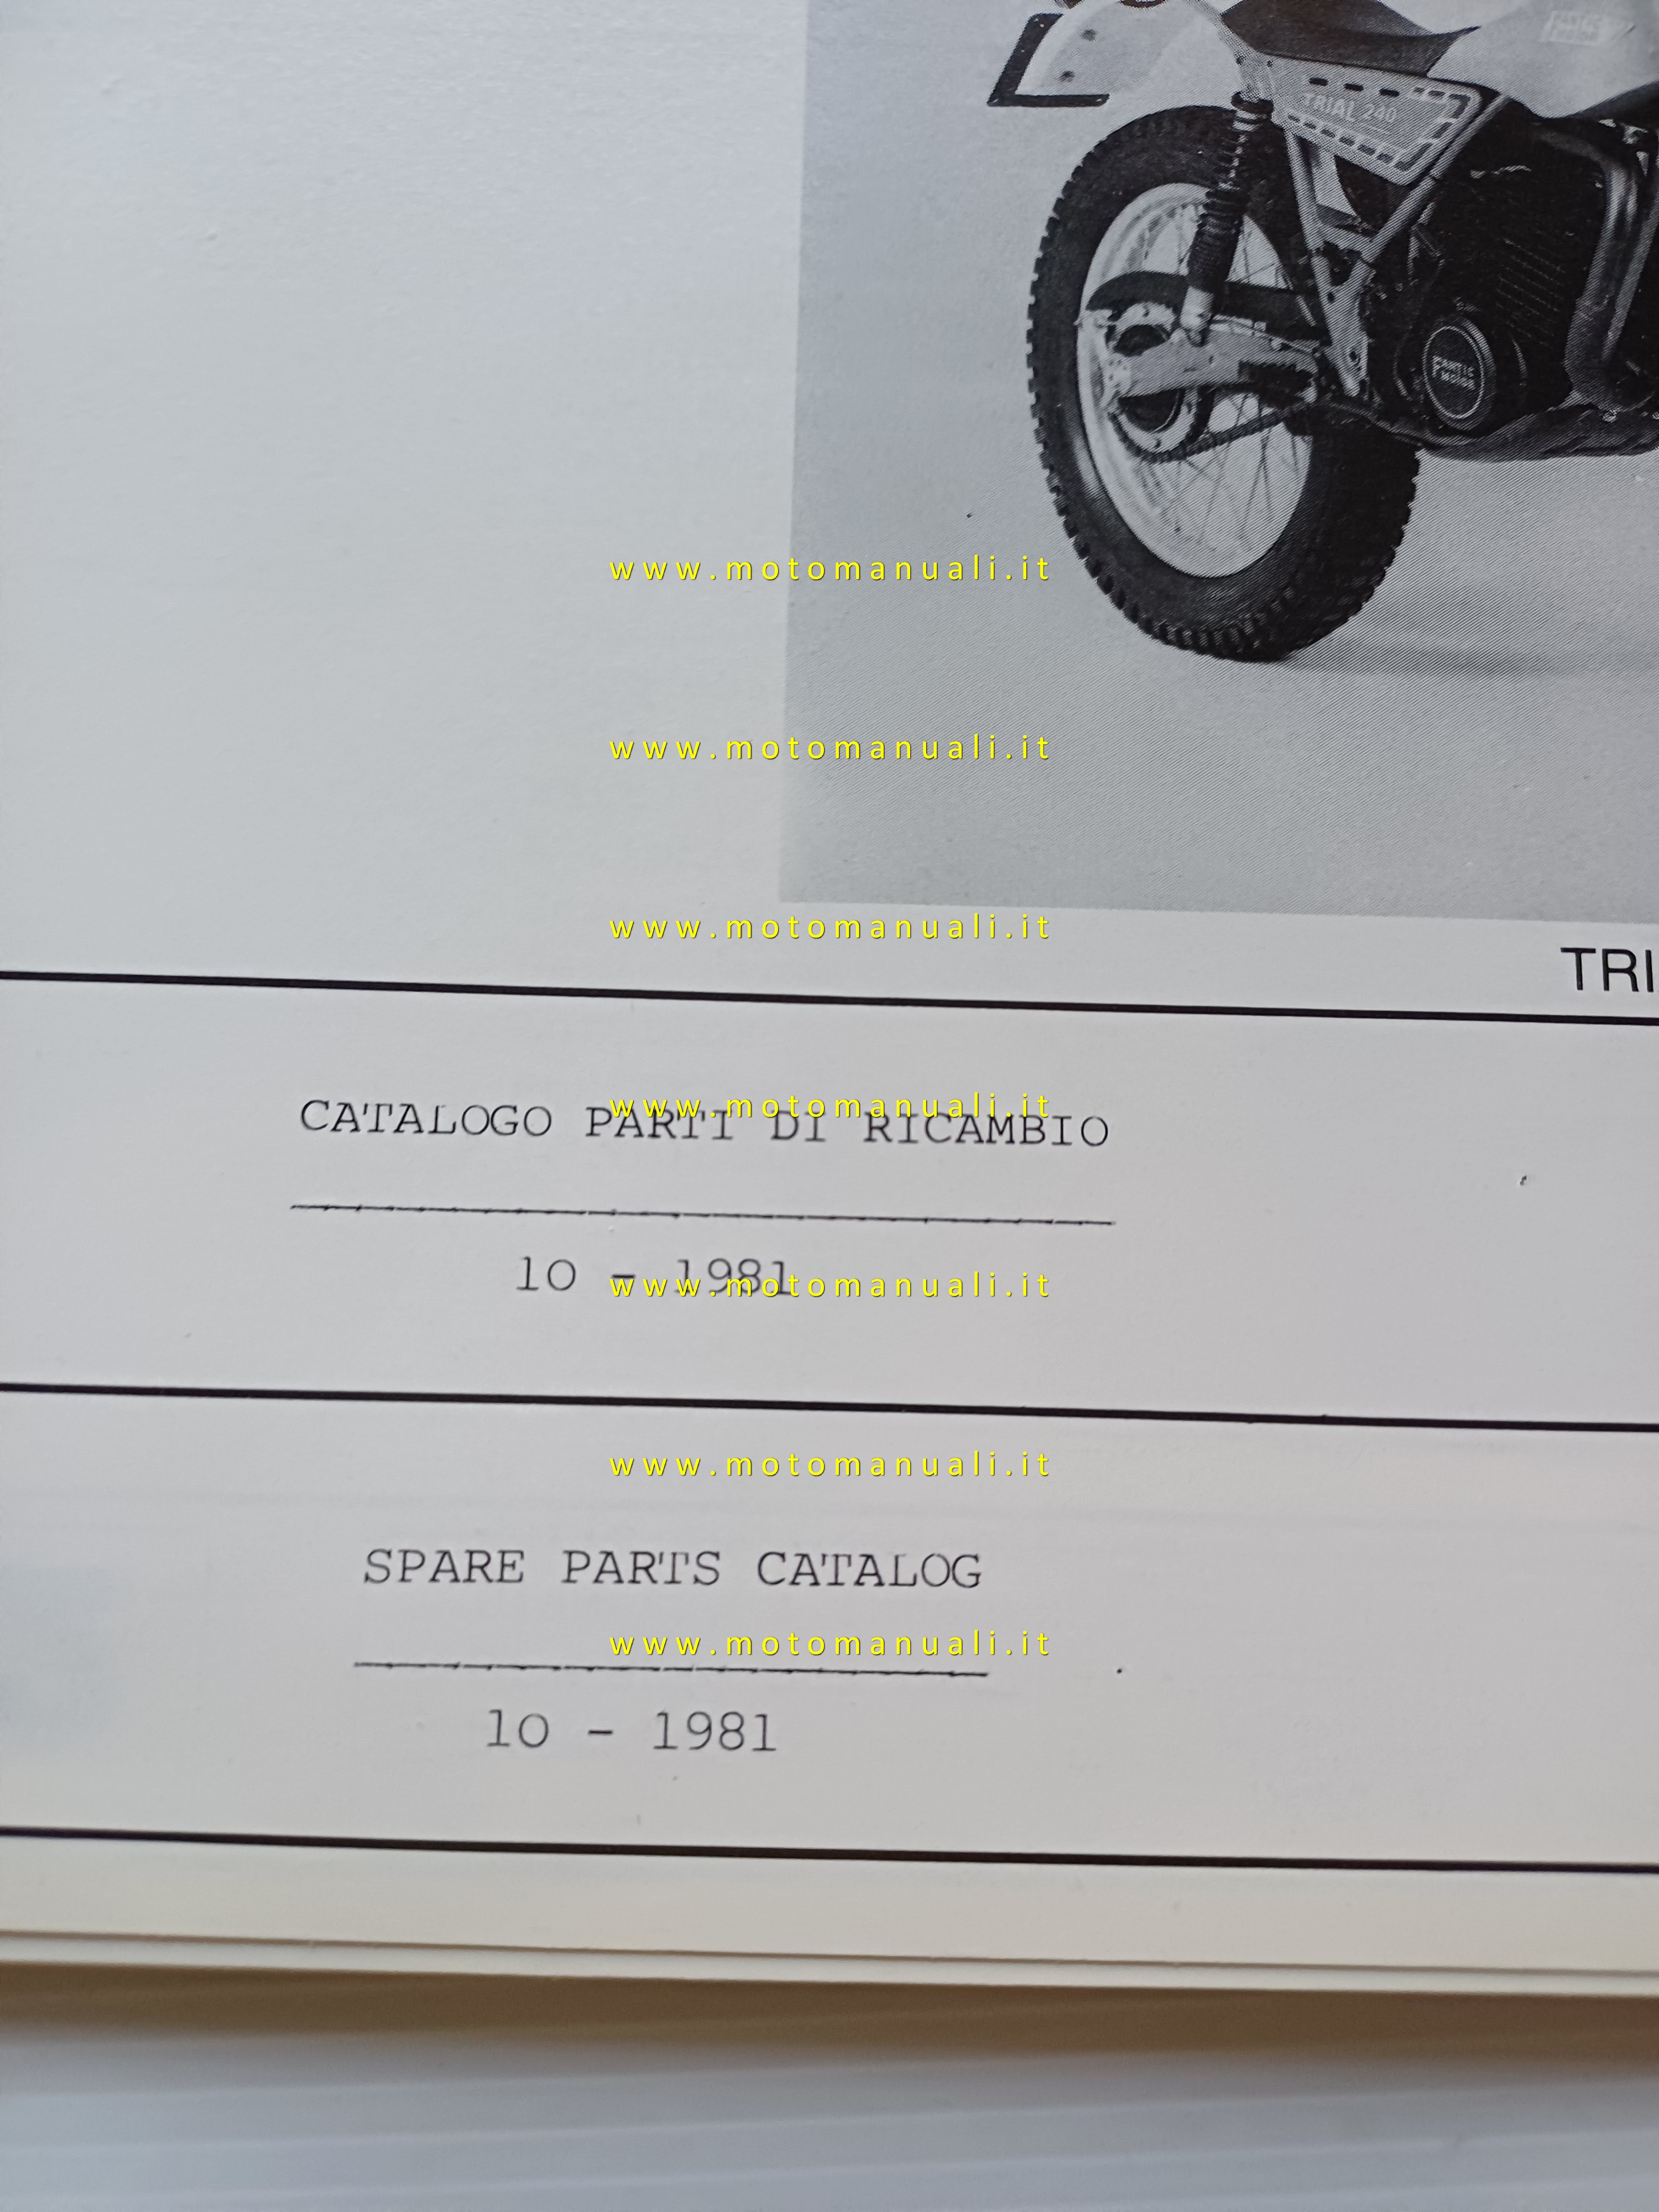 TRIAL 240
FANTIC
MOTOR
www.motomanuali.it
www.motomanuali.it
www.motomanuali.it
TRI
www.motomanuali.it
CATALOGO PARTI DI RICAMBIO
10 - 1981
www.motomanuali.it
www.motomanuali.it
SPARE PARTS CATALOG
www.motomanuali.it
10 - 1981